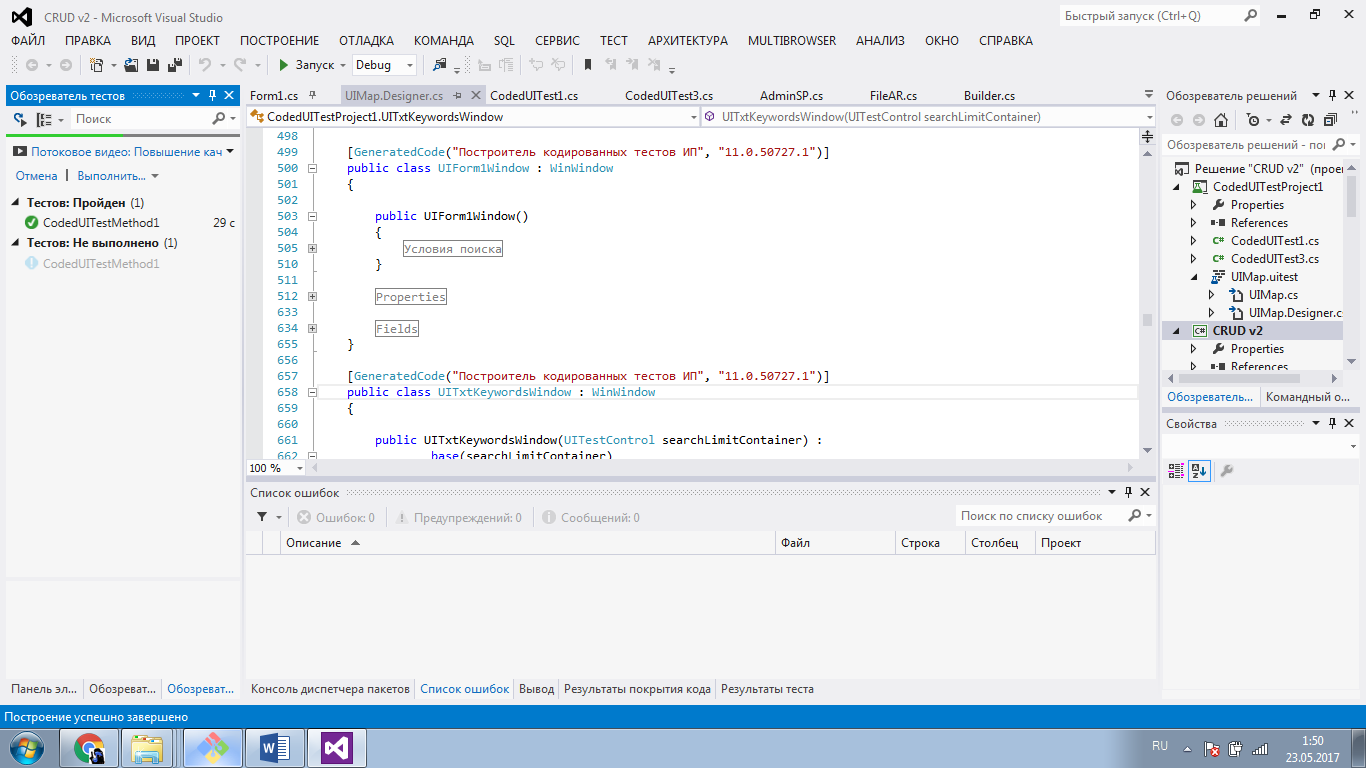 CRUD v2 - Microsoft Visual Studio
Быстрый запуск (Ctrl+Q)
ФАЙЛ ПРАВКА ВИД ПРОЕКТ ПОСТРОЕНИЕ ОТЛАДКА КОМАНДА SQL СЕРВИС ТЕСТ АРХИТЕКТУРА MULTIBROWSER АНАЛИЗ ОКНО СПРАВКА
Запуск Debug
Обозреватель тестов
Поиск
Потоковое видео: Повышение кач
Отмена | Выполнить...
Тестов: Пройден (1)
CodedUITestMethod1 29 с
Тестов: Не выполнено (1)
CodedUITestMethod1
Панель эл... Обозреват... Обозреват...
Form1.cs UIMap.Designer.cs CodedUITest1.cs CodedUITest3.cs AdminSP.cs FileAR.cs Builder.cs
CodedUITestProject1.UITxtKeywordsWindow UITxtKeywordsWindow(UITestControl searchLimitContainer)
498
499 [GeneratedCode("Построитель кодированных тестов ИП", "11.0.50727.1")]
500 public class UIForm1Window : WinWindow
501 {
502
503 public UIForm1Window()
504 {
505 Условия поиска
510 }
511
512 Properties
633
634 Fields
655 }
656
657 [GeneratedCode("Построитель кодированных тестов ИП", "11.0.50727.1")]
658 public class UITxtKeywordsWindow : WinWindow
659 {
660
661 public UITxtKeywordsWindow(UITestControl searchLimitContainer) :
662 base(searchLimitContainer)
100 %
Список ошибок
Ошибок: 0 Предупреждений: 0 Сообщений: 0 Поиск по списку ошибок
Описание Файл Строка Столбец Проект
Консоль диспетчера пакетов Список ошибок Вывод Результаты покрытия кода Результаты теста
Обозреватель решений
Обозреватель решений - пои
Решение "CRUD v2" (проек
CodedUITestProject1
Properties
References
CodedUITest1.cs
CodedUITest3.cs
UIMap.uitest
UIMap.cs
UIMap.Designer.c
CRUD v2
Properties
References
Обозреватель... Командный о...
Свойства
Построение успешно завершено
RU
1:50
23.05.2017